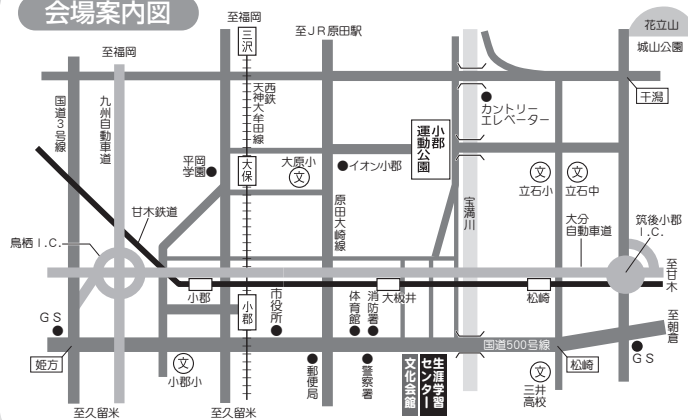 会場案内図
至福岡
至福岡
至JR原田駅
花立山
城山公園
三沢
干潟
国道3号線
九州自動車道
西鉄
天神大牟田線
カントリー
エレベーター
小郡
運動公園
平岡
学園
大保
大原小
文
イオン小郡
文
立石小
文
立石中
甘木鉄道
原田大崎線
宝満川
大分
自動車道
筑後小郡
I.C.
鳥栖I.C.
至甘木
小郡
大板井
松崎
小郡
市役所
体育館
消防署
至朝倉
GS
国道500号線
姫方
文
小郡小
郵便局
警察署
生涯学習
センター
文化会館
文
三井
高校
松崎
GS
至久留米
至久留米